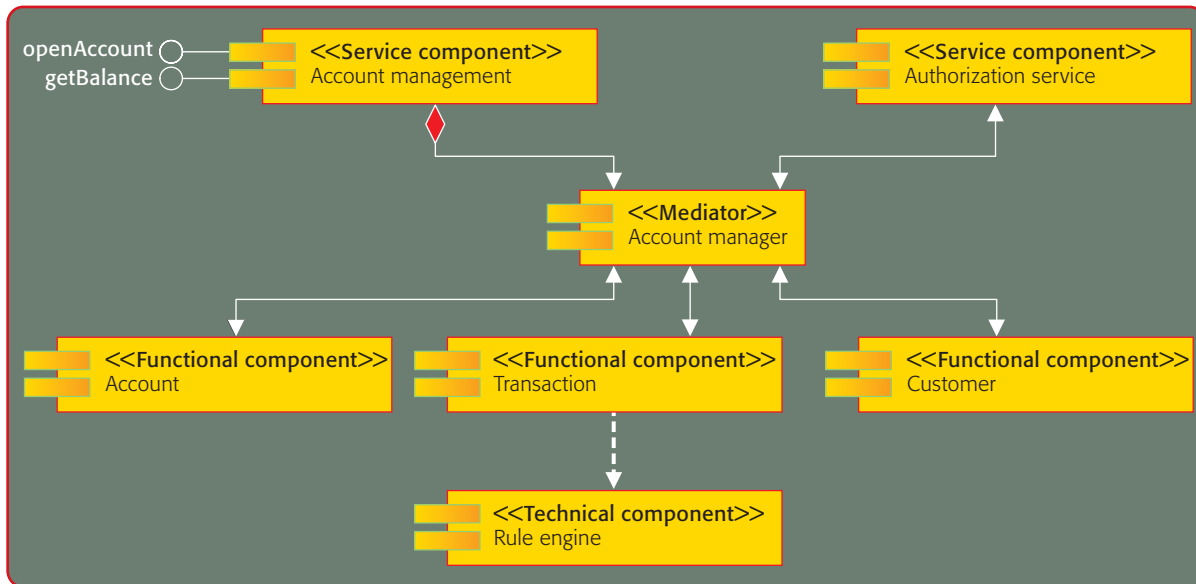 openAccount
getBalance
<<Service component>>
Account management
<<Service component>>
Authorization service
<<Mediator>>
Account manager
<<Functional component>>
Account
<<Functional component>>
Transaction
<<Functional component>>
Customer
<<Technical component>>
Rule engine